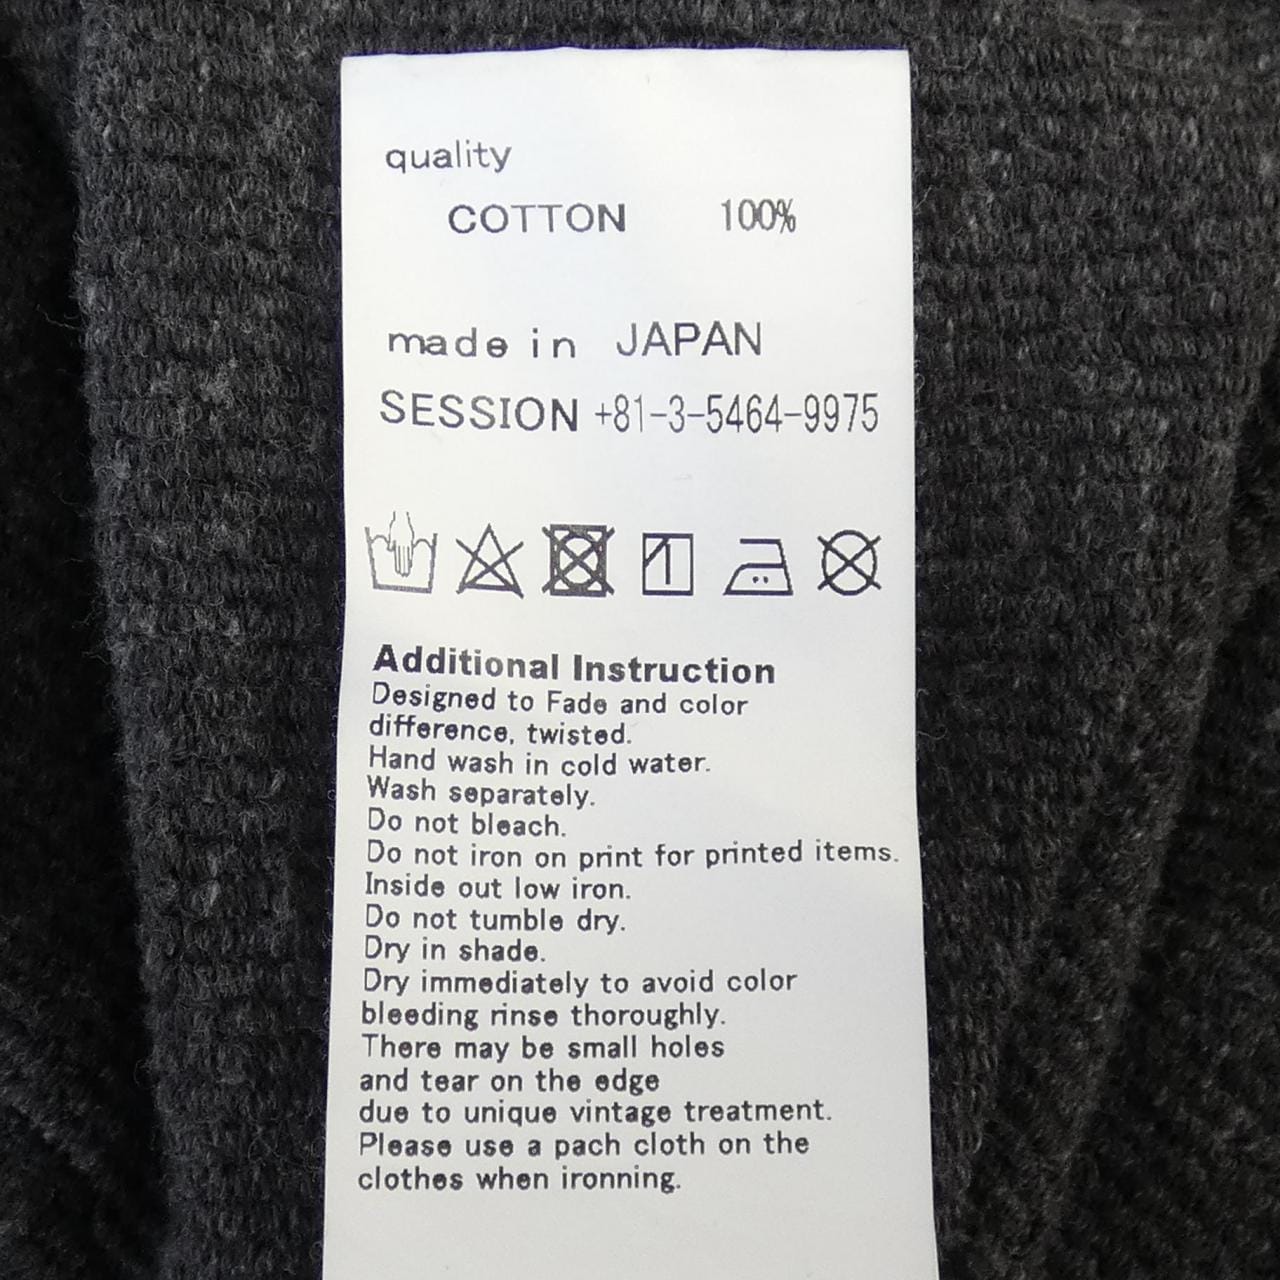 quality
COTTON 100%
made in JAPAN
SESSION +81-3-5464-9975
Additional Instruction
Designed to Fade and color
difference, twisted.
Hand wash in cold water.
Wash separately.
Do not bleach.
Do not iron on print for printed items.
Inside out low iron.
Do not tumble dry.
Dry in shade.
Dry immediately to avoid color
bleeding rinse thoroughly.
There may be small holes
and tear on the edge
due to unique vintage treatment.
Please use a pach cloth on the
clothes when ironning.